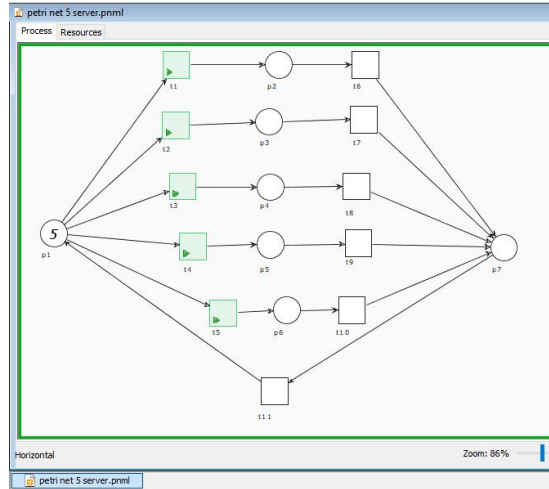 petri net 5 server.pnml
Process Resources
t1 p2 t6
t2 p3 t7
t3 p4 t8
5
p1
t4 p5 t9
p7
t5 p6 t10
t11
Horizontal Zoom: 86%
petri net 5 server.pnml